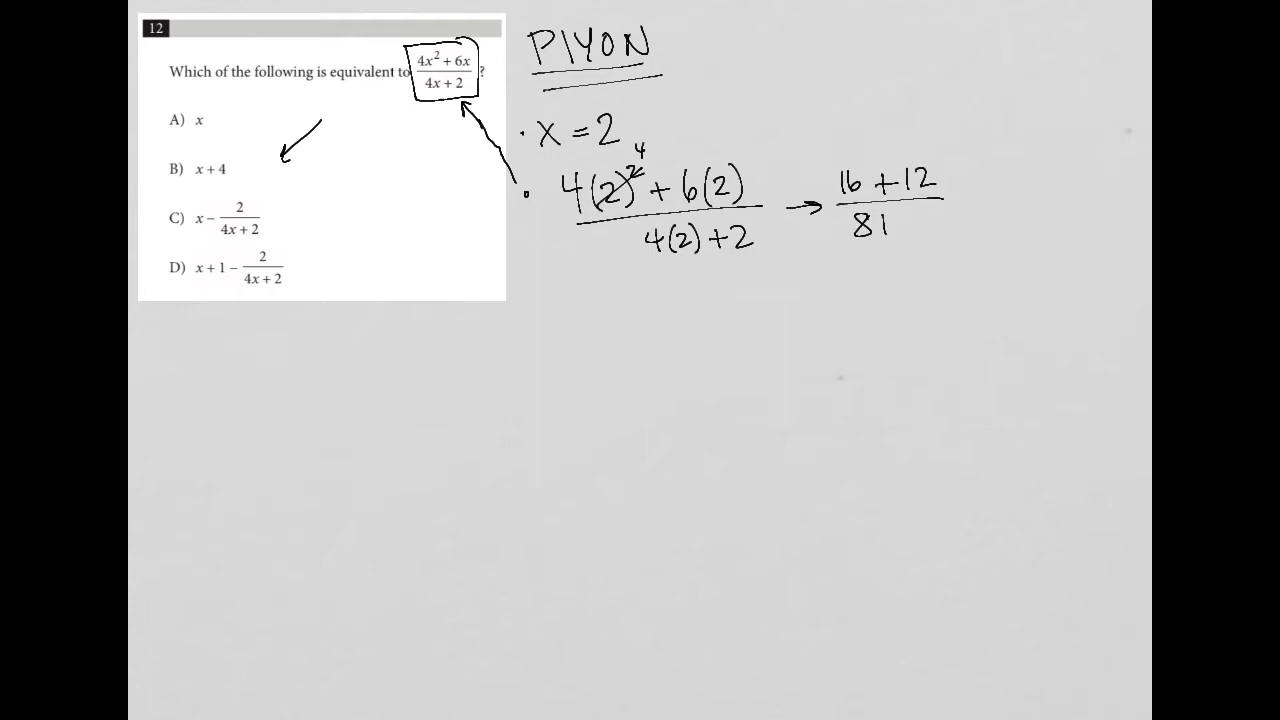 12
Which of the following is equivalent to (4x² + 6x)/(4x + 2) ?
A) x
B) x + 4
C) x − 2/(4x + 2)
D) x + 1 − 2/(4x + 2)
PIYON
· x = 2
· (4(2)² 4 + 6(2))/(4(2) + 2) → (16 + 12)/81